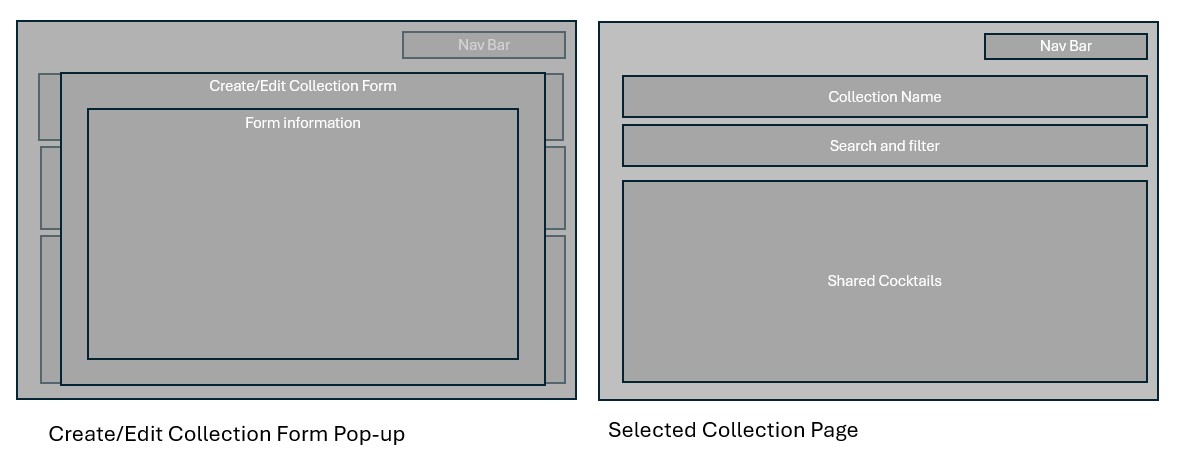 Nav Bar
Create/Edit Collection Form
Form information
Create/Edit Collection Form Pop-up
Nav Bar
Collection Name
Search and filter
Shared Cocktails
Selected Collection Page